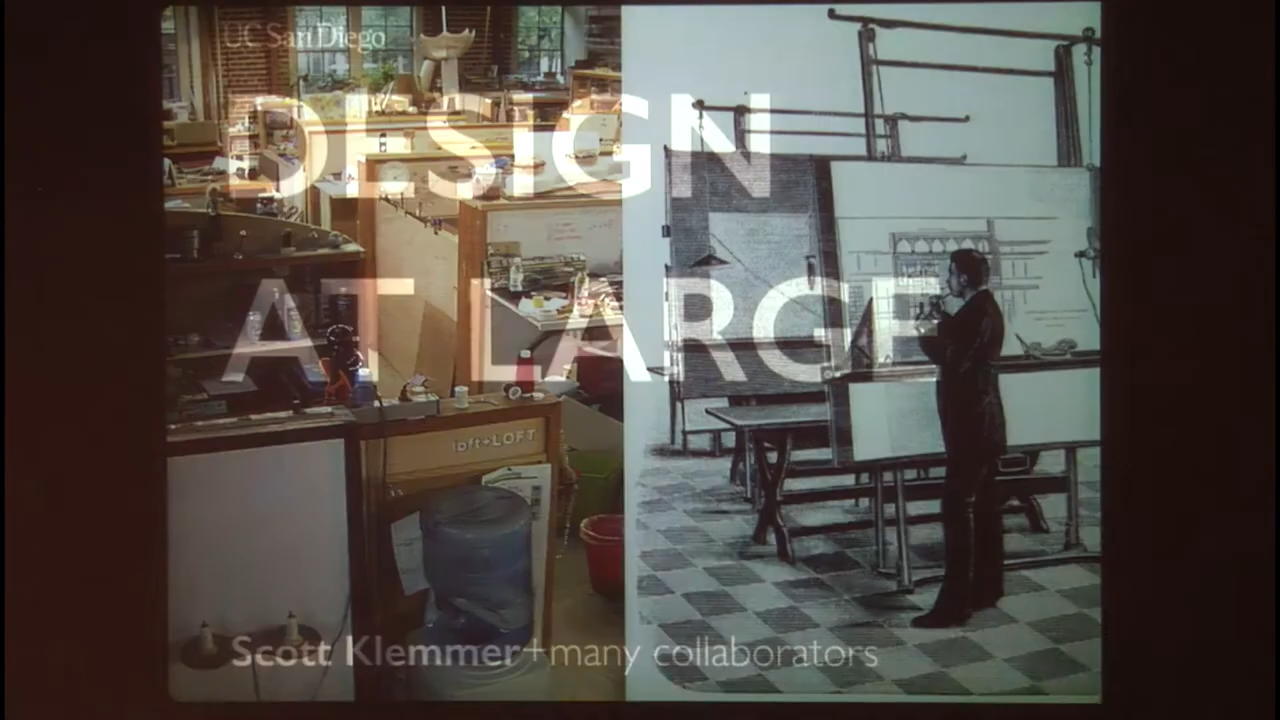 UC San Diego
DESIGN
AT LARGE
loft+LOFT
Scott Klemmer+many collaborators